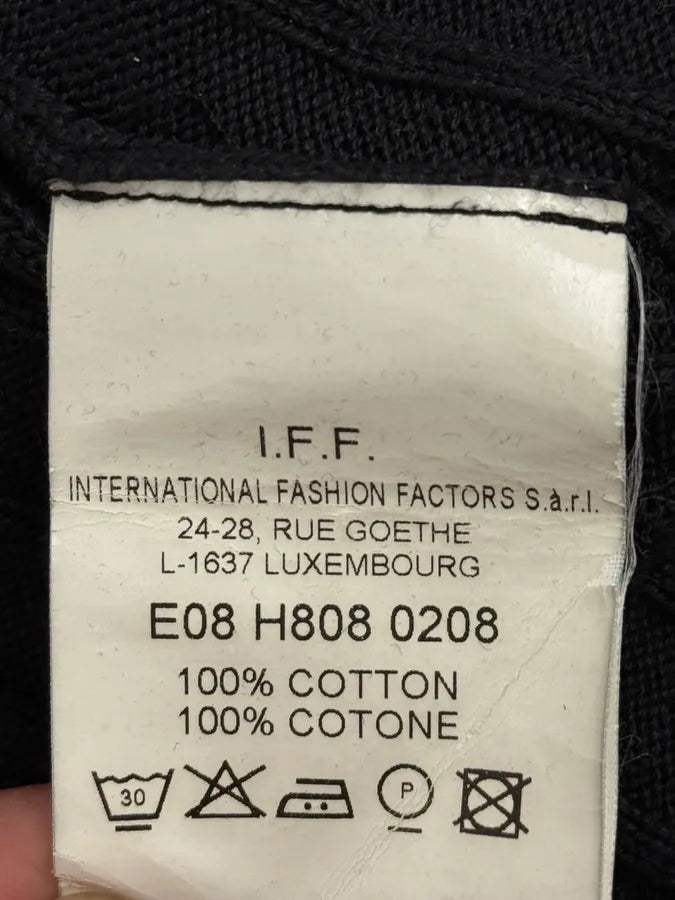 I.F.F.
INTERNATIONAL FASHION FACTORS S.à.r.l.
24-28, RUE GOETHE
L-1637 LUXEMBOURG
E08 H808 0208
100% COTTON
100% COTONE
30 P